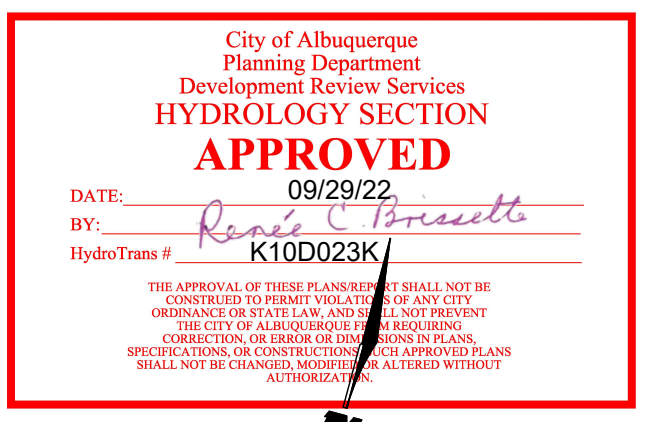 City of Albuquerque
Planning Department
Development Review Services
HYDROLOGY SECTION
APPROVED
DATE: 09/29/22
BY: Renée C. Brissette
HydroTrans # K10D023K
THE APPROVAL OF THESE PLANS/REPORT SHALL NOT BE
CONSTRUED TO PERMIT VIOLATIONS OF ANY CITY
ORDINANCE OR STATE LAW, AND SHALL NOT PREVENT
THE CITY OF ALBUQUERQUE FROM REQUIRING
CORRECTION, OR ERROR OR DIMENSIONS IN PLANS,
SPECIFICATIONS, OR CONSTRUCTIONS SUCH APPROVED PLANS
SHALL NOT BE CHANGED, MODIFIED OR ALTERED WITHOUT
AUTHORIZATION.